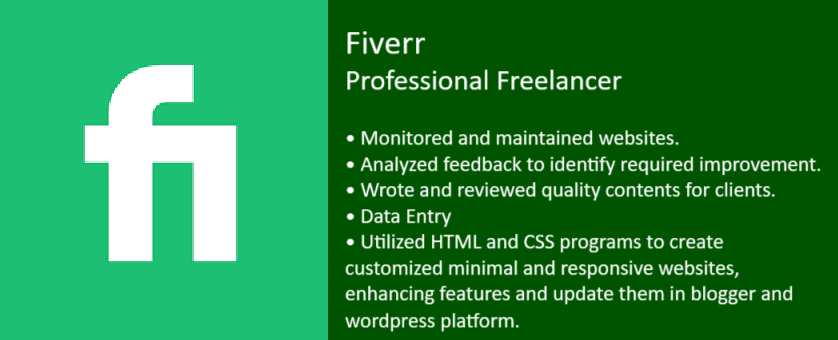 fi
Fiverr
Professional Freelancer
• Monitored and maintained websites.
• Analyzed feedback to identify required improvement.
• Wrote and reviewed quality contents for clients.
• Data Entry
• Utilized HTML and CSS programs to create
customized minimal and responsive websites,
enhancing features and update them in blogger and
wordpress platform.